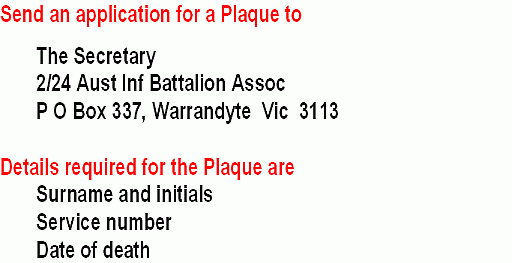 Send an application for a Plaque to
The Secretary
2/24 Aust Inf Battalion Assoc
P O Box 337, Warrandyte  Vic  3113
Details required for the Plaque are
Surname and initials
Service number
Date of death